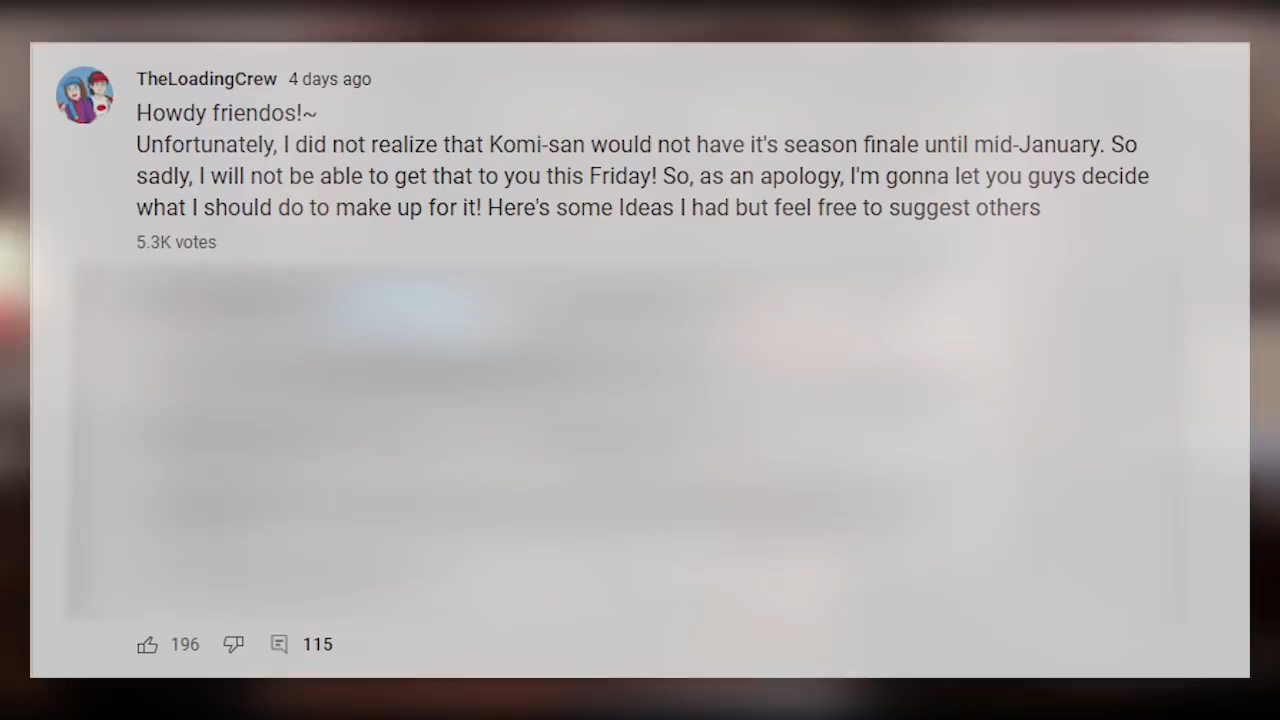 TheLoadingCrew 4 days ago
Howdy friendos!~
Unfortunately, I did not realize that Komi-san would not have it's season finale until mid-January. So
sadly, I will not be able to get that to you this Friday! So, as an apology, I'm gonna let you guys decide
what I should do to make up for it! Here's some Ideas I had but feel free to suggest others
5.3K votes
196 115